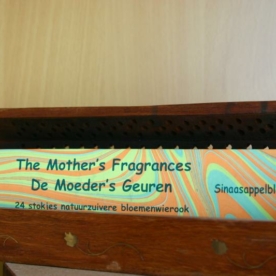 The Mother's Fragrances
De Moeder's Geuren
Sinaasappelbl
24 stokjes natuurzuivere bloemenwierook